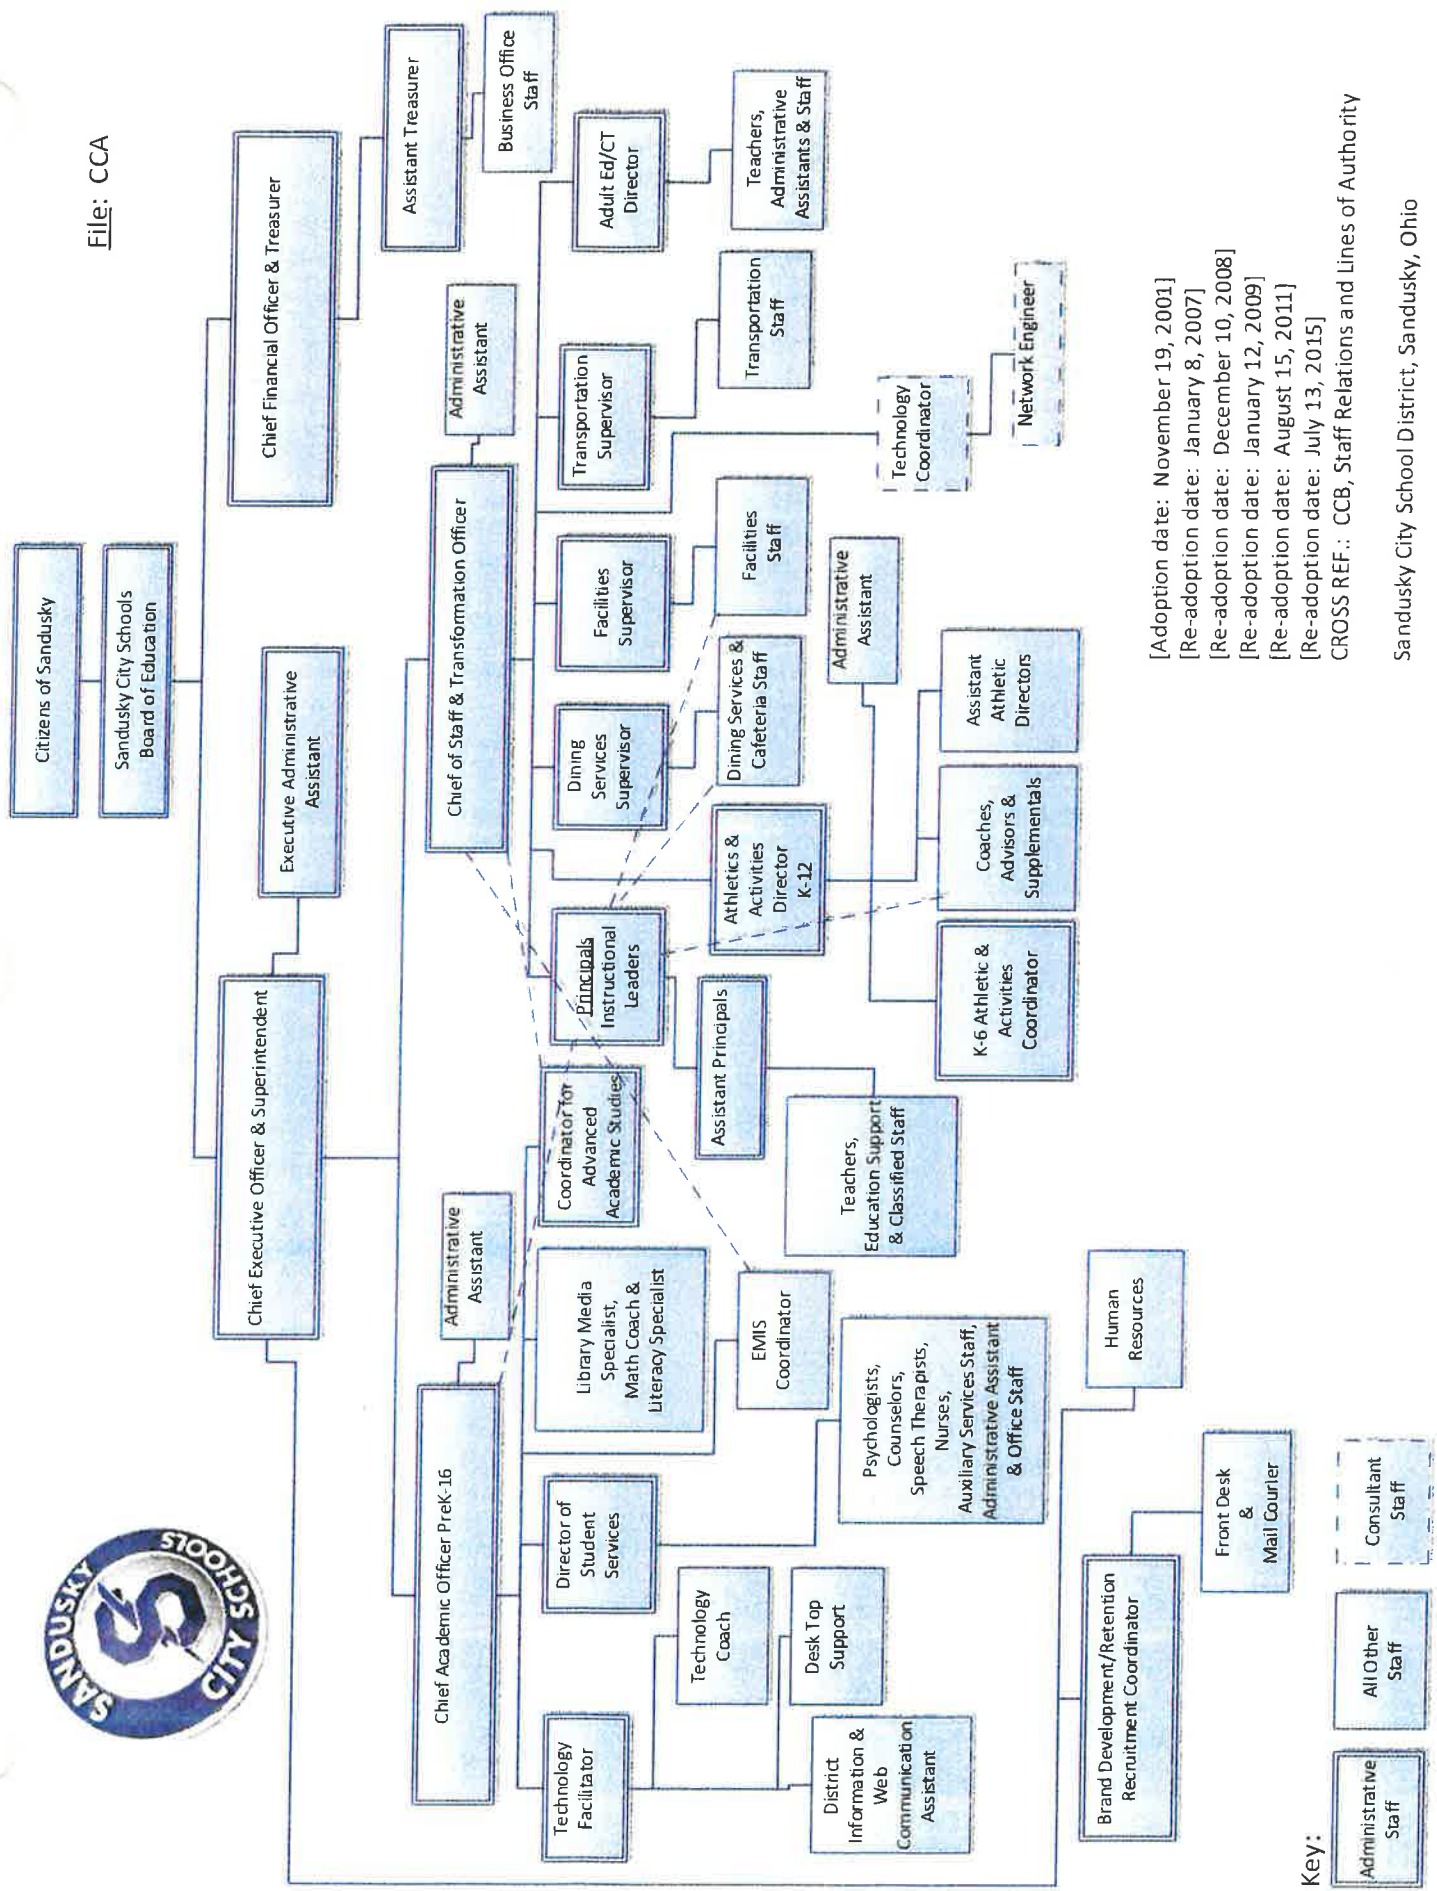 SANDUSKY
CITY SCHOOLS
File: CCA
Citizens of Sandusky
Sandusky City Schools
Board of Education
Chief Executive Officer & Superintendent
Executive Administrative
Assistant
Chief Financial Officer & Treasurer
Assistant Treasurer
Business Office
Staff
Chief Academic Officer PreK-16
Administrative
Assistant
Chief of Staff & Transformation Officer
Administrative
Assistant
Technology
Facilitator
Director of
Student
Services
Library Media
Specialist,
Math Coach &
Literacy Specialist
Coordinator for
Advanced
Academic Studies
Principals
Instructional
Leaders
Dining
Services
Supervisor
Facilities
Supervisor
Transportation
Supervisor
Adult Ed/CT
Director
Technology
Coach
Desk Top
Support
District
Information &
Web
Communication
Assistant
EMIS
Coordinator
Psychologists,
Counselors,
Speech Therapists,
Nurses,
Auxiliary Services Staff,
Administrative Assistant
& Office Staff
Assistant Principals
Teachers,
Education Support
& Classified Staff
Athletics &
Activities
Director
K-12
Dining Services &
Cafeteria Staff
Facilities
Staff
Transportation
Staff
Teachers,
Administrative
Assistants & Staff
Administrative
Assistant
Technology
Coordinator
Network Engineer
K-6 Athletic &
Activities
Coordinator
Coaches,
Advisors &
Supplementals
Assistant
Athletic
Directors
Brand Development/Retention
Recruitment Coordinator
Human
Resources
Front Desk
&
Mail Courier
Key:
Administrative
Staff
All Other
Staff
Consultant
Staff
[Adoption date: November 19, 2001]
[Re-adoption date: January 8, 2007]
[Re-adoption date: December 10, 2008]
[Re-adoption date: January 12, 2009]
[Re-adoption date: August 15, 2011]
[Re-adoption date: July 13, 2015]
CROSS REF.: CCB, Staff Relations and Lines of Authority
Sandusky City School District, Sandusky, Ohio